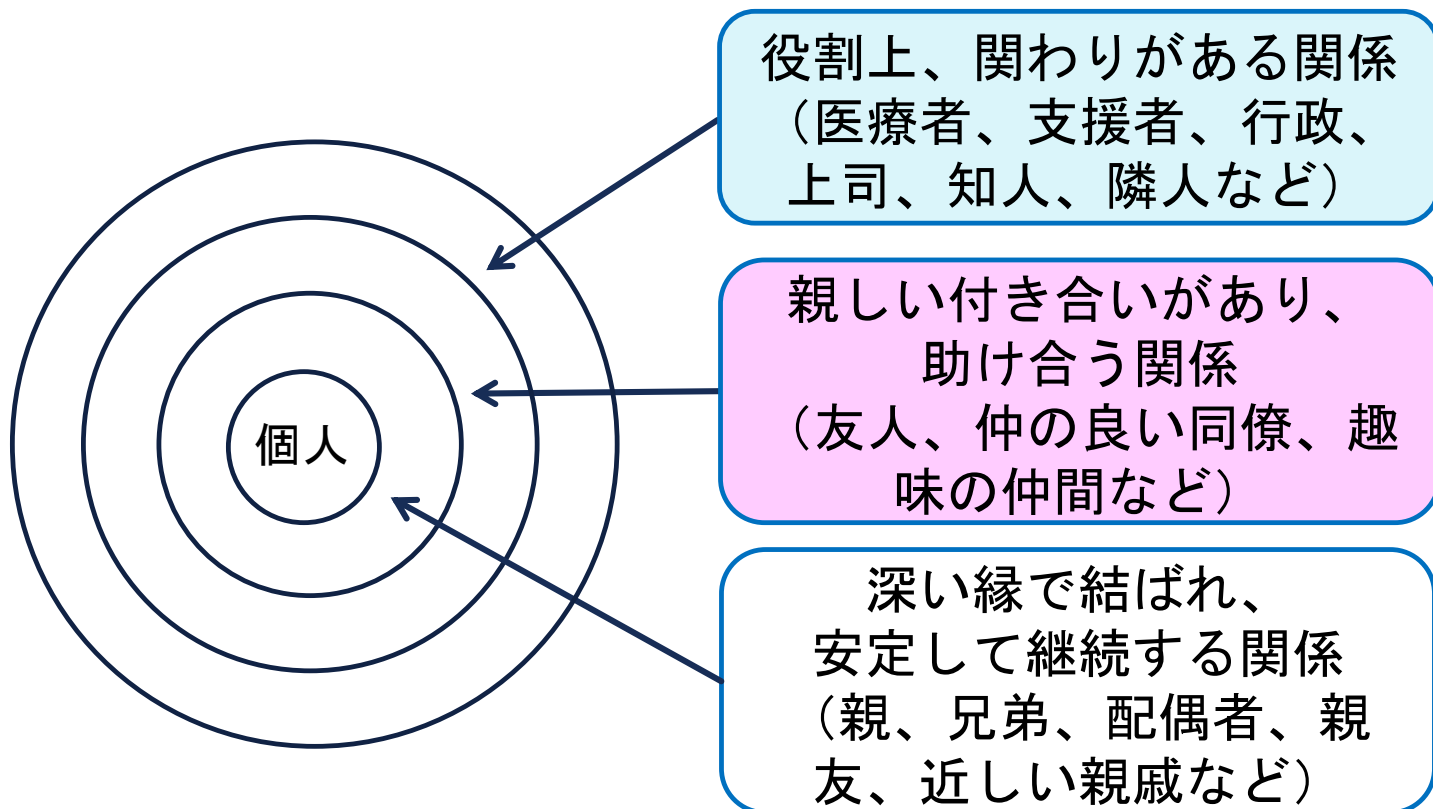 役割上、関わりがある関係
（医療者、支援者、行政、
上司、知人、隣人など）
親しい付き合いがあり、
助け合う関係
（友人、仲の良い同僚、趣
味の仲間など）
個人
深い縁で結ばれ、
安定して継続する関係
（親、兄弟、配偶者、親
友、近しい親戚など）